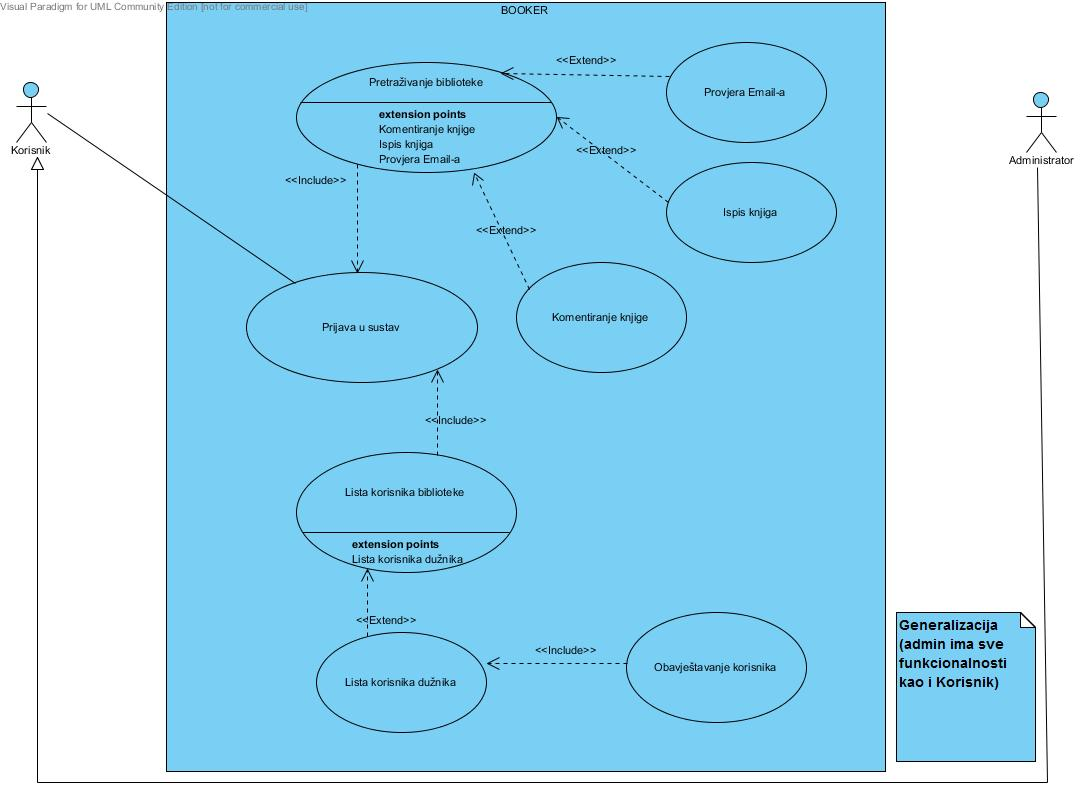 Visual Paradigm for UML Community Edition [not for commercial use]
BOOKER
<<Extend>>
Pretraživanje biblioteke
Provjera Email-a
extension points
Komentiranje knjige
Ispis knjiga
Provjera Email-a
Korisnik
<<Extend>>
Administrator
<<Include>>
Ispis knjiga
<<Extend>>
Komentiranje knjige
Prijava u sustav
<<Include>>
Lista korisnika biblioteke
extension points
Lista korisnika dužnika
<<Extend>>
Lista korisnika dužnika
<<Include>>
Obavještavanje korisnika
Generalizacija
(admin ima sve
funkcionalnosti
kao i Korisnik)